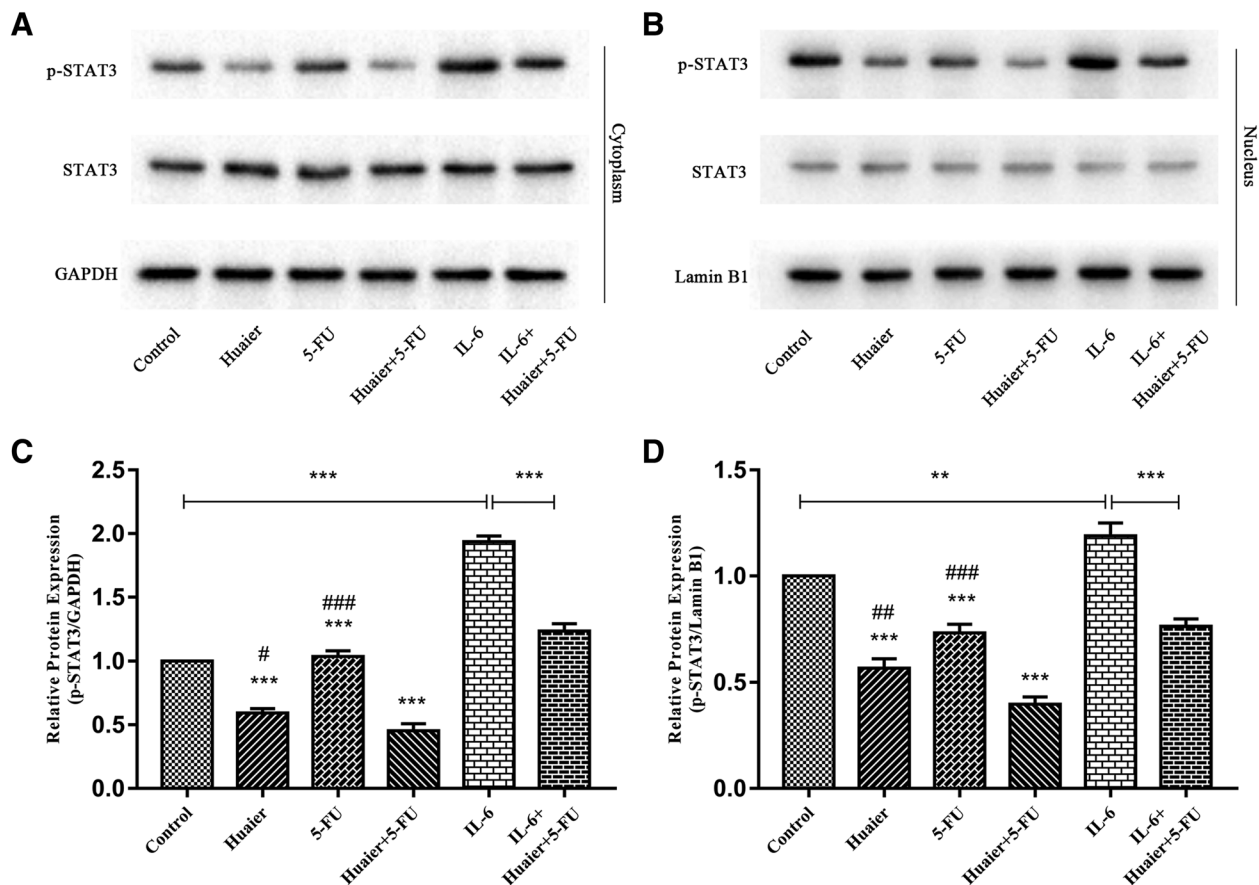 A
p-STAT3
STAT3
GAPDH
Cytoplasm
Control
Huaier
5-FU
Huaier+5-FU
IL-6
IL-6+
Huaier+5-FU
B
p-STAT3
STAT3
Lamin B1
Nucleus
Control
Huaier
5-FU
Huaier+5-FU
IL-6
IL-6+
Huaier+5-FU
C
Relative Protein Expression
(p-STAT3/GAPDH)
2.5
2.0
1.5
1.0
0.5
0.0
***
***
#
***
###
***
***
Control
Huaier
5-FU
Huaier+5-FU
IL-6
IL-6+
Huaier+5-FU
D
Relative Protein Expression
(p-STAT3/Lamin B1)
1.5
1.0
0.5
0.0
**
***
##
***
###
***
***
Control
Huaier
5-FU
Huaier+5-FU
IL-6
IL-6+
Huaier+5-FU